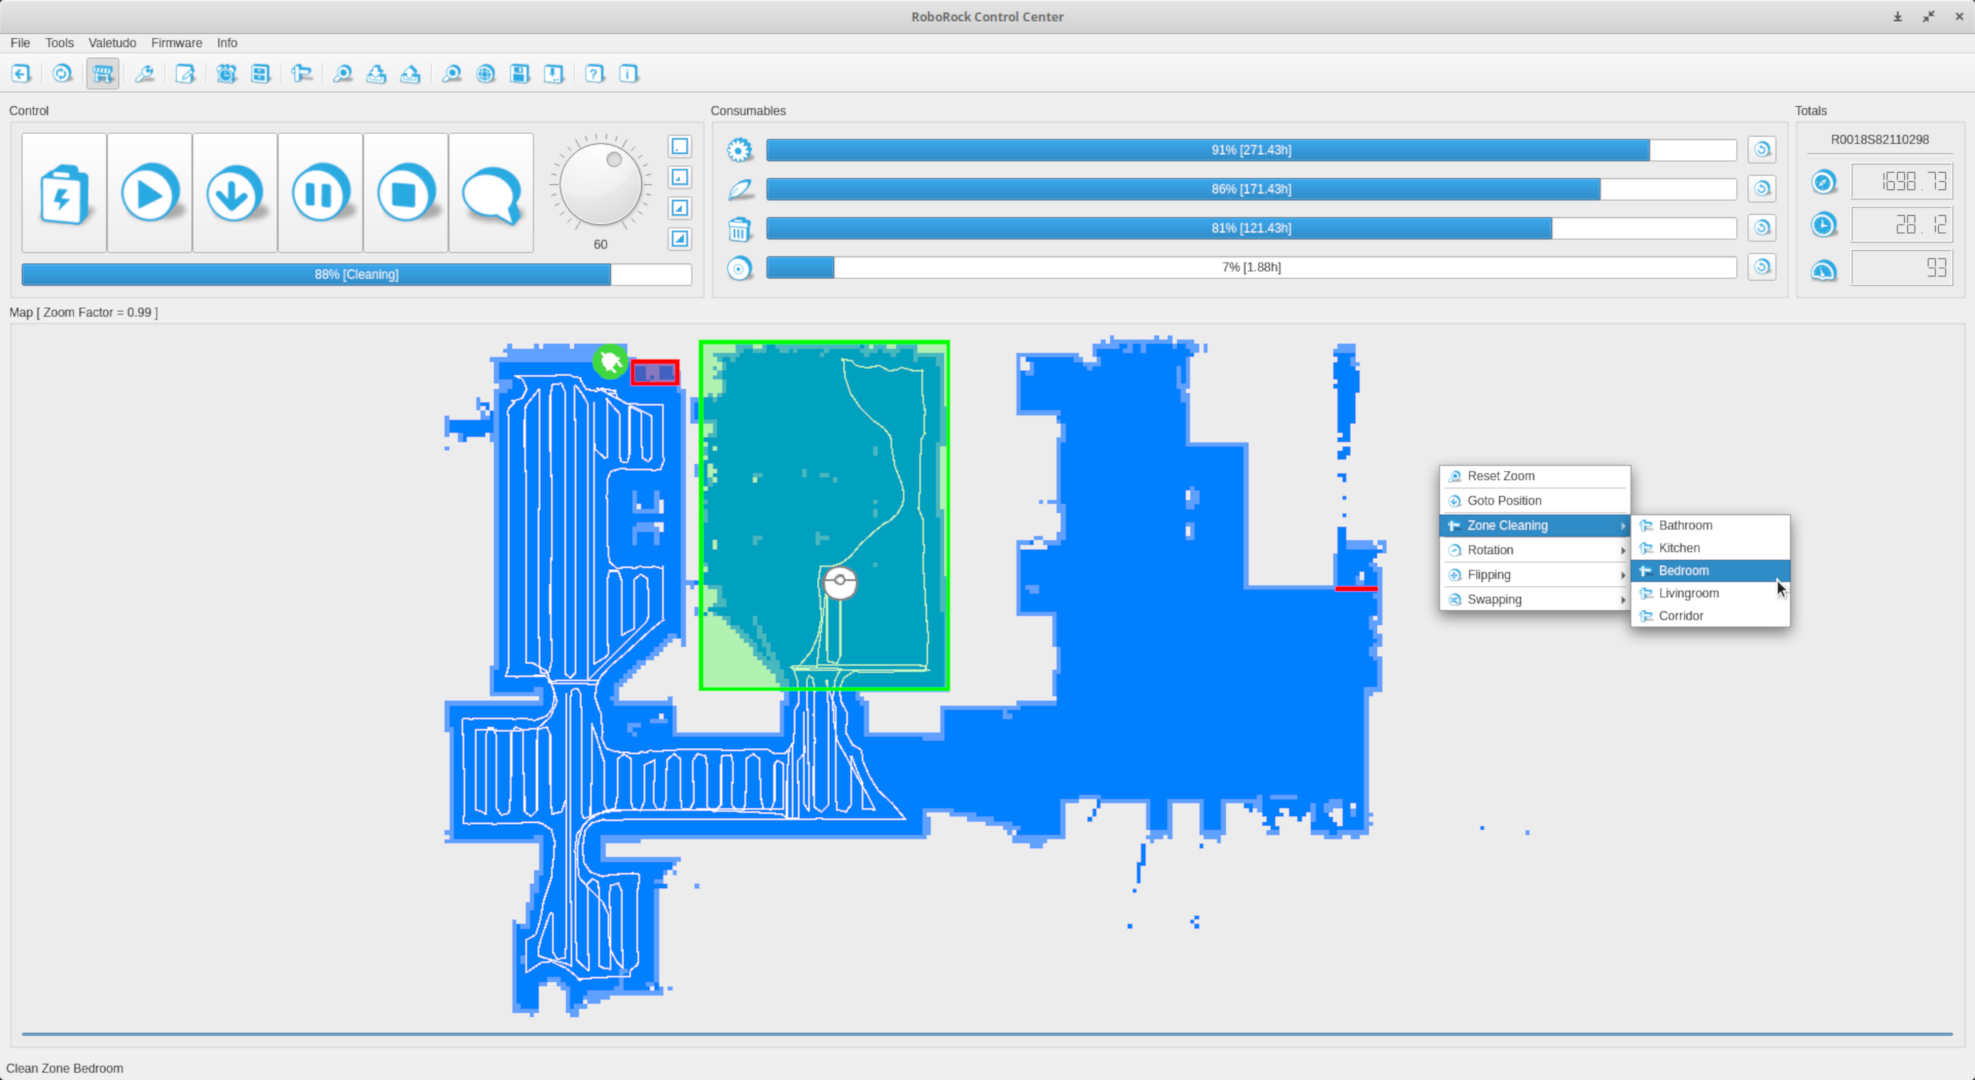 RoboRock Control Center
File Tools Valetudo Firmware Info
Control
Consumables
Totals
60
88% [Cleaning]
91% [271.43h]
86% [171.43h]
81% [121.43h]
7% [1.88h]
R0018S82110298
1698.73
28.12
93
Map [ Zoom Factor = 0.99 ]
Reset Zoom
Goto Position
Zone Cleaning
Rotation
Flipping
Swapping
Bathroom
Kitchen
Bedroom
Livingroom
Corridor
Clean Zone Bedroom